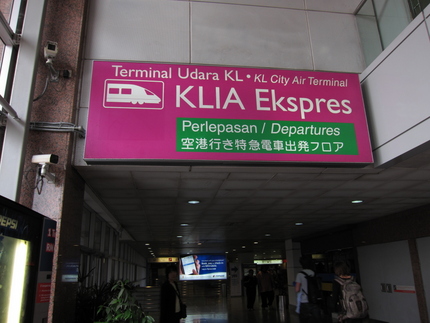 Terminal Udara KL • KL City Air Terminal
KLIA Ekspres
Perlepasan / Departures
空港行き特急電車出発フロア
PEPSI